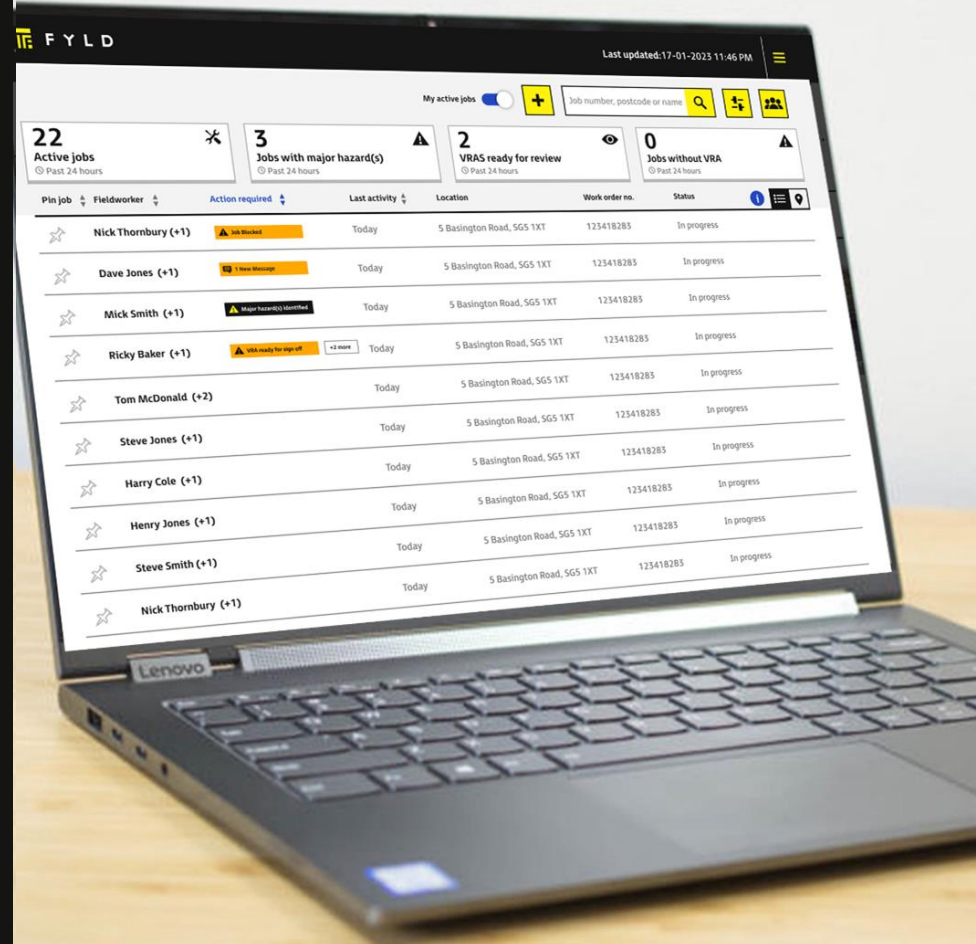 FYLD
Last updated:17-01-2023 11:46 PM
My active jobs
Job number, postcode or name
22
Active jobs
Past 24 hours
3
Jobs with major hazard(s)
Past 24 hours
2
VRAS ready for review
Past 24 hours
0
Jobs without VRA
Past 24 hours
Pin job Fieldworker Action required Last activity Location Work order no. Status
Nick Thornbury (+1) Job Blocked Today 5 Basington Road, SG5 1XT 123418283 In progress
Dave Jones (+1) 1 New Message Today 5 Basington Road, SG5 1XT 123418283 In progress
Mick Smith (+1) Major hazard(s) identified Today 5 Basington Road, SG5 1XT 123418283 In progress
Ricky Baker (+1) VRA ready for sign off +2 more Today 5 Basington Road, SG5 1XT 123418283 In progress
Tom McDonald (+2) Today 5 Basington Road, SG5 1XT 123418283 In progress
Steve Jones (+1) Today 5 Basington Road, SG5 1XT 123418283 In progress
Harry Cole (+1) Today 5 Basington Road, SG5 1XT 123418283 In progress
Henry Jones (+1) Today 5 Basington Road, SG5 1XT 123418283 In progress
Steve Smith (+1) Today 5 Basington Road, SG5 1XT 123418283 In progress
Nick Thornbury (+1) Today 5 Basington Road, SG5 1XT 123418283 In progress
Lenovo